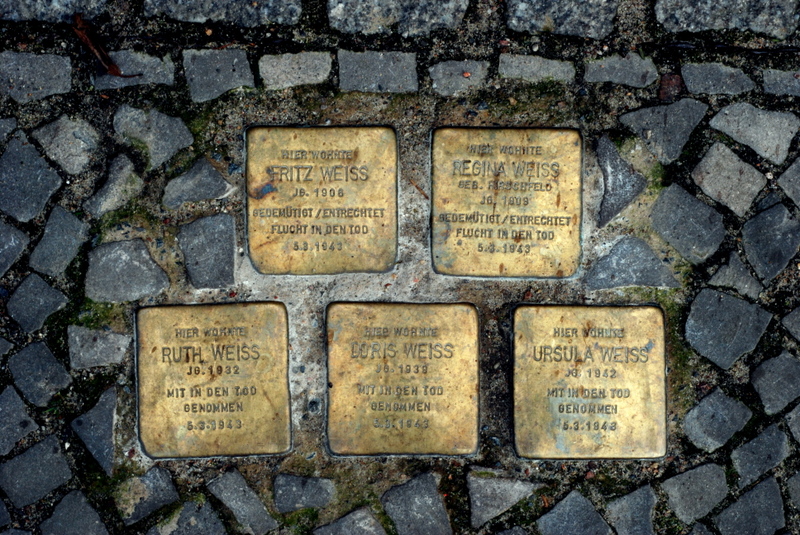 HIER WOHNTE
FRITZ WEISS
JG. 1906
GEDEMÜTIGT/ENTRECHTET
FLUCHT IN DEN TOD
5.3.1943
HIER WOHNTE
REGINA WEISS
GEB. HIRSCHFELD
JG. 1909
GEDEMÜTIGT/ENTRECHTET
FLUCHT IN DEN TOD
5.3.1943
HIER WOHNTE
RUTH WEISS
JG. 1932
MIT IN DEN TOD
GENOMMEN
5.3.1943
HIER WOHNTE
DORIS WEISS
JG. 1938
MIT IN DEN TOD
GENOMMEN
5.3.1943
HIER WOHNTE
URSULA WEISS
JG. 1942
MIT IN DEN TOD
GENOMMEN
5.3.1943